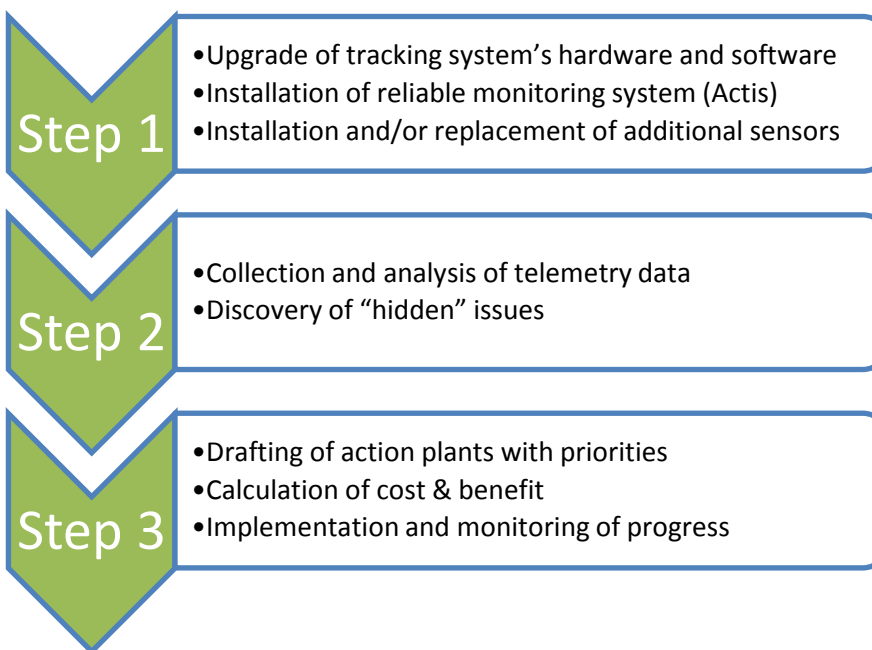 Step 1
•Upgrade of tracking system’s hardware and software
•Installation of reliable monitoring system (Actis)
•Installation and/or replacement of additional sensors
Step 2
•Collection and analysis of telemetry data
•Discovery of “hidden” issues
Step 3
•Drafting of action plants with priorities
•Calculation of cost & benefit
•Implementation and monitoring of progress